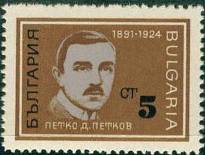 БЪЛГАРИЯ
1891-1924
BULGARIA
СТ 5
ПЕТКО Д. ПЕТКОВ